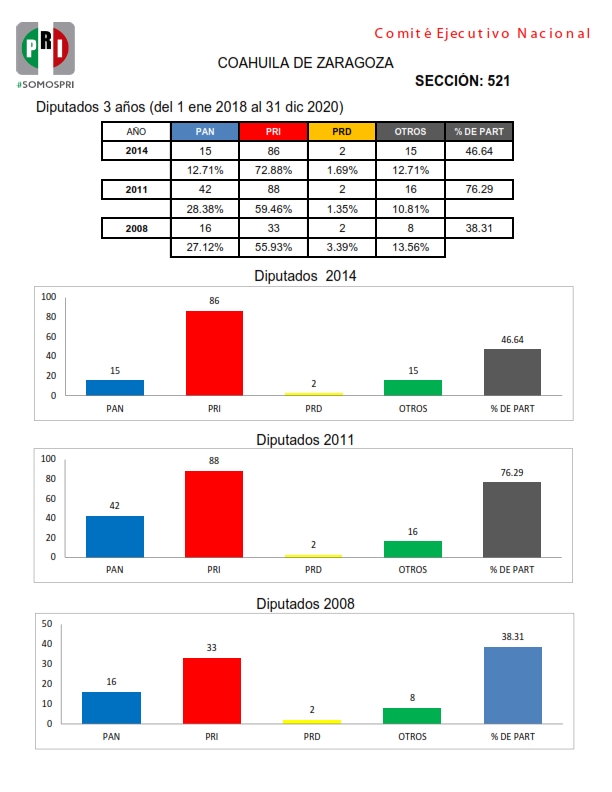 Comité Ejecutivo Nacional
PRI
#SOMOSPRI
COAHUILA DE ZARAGOZA
SECCIÓN: 521
Diputados 3 años (del 1 ene 2018 al 31 dic 2020)
AÑO PAN PRI PRD OTROS % DE PART
2014 15 86 2 15 46.64
12.71% 72.88% 1.69% 12.71%
2011 42 88 2 16 76.29
28.38% 59.46% 1.35% 10.81%
2008 16 33 2 8 38.31
27.12% 55.93% 3.39% 13.56%
Diputados 2014
100
80
60
40
20
0
15 86 2 15 46.64
PAN PRI PRD OTROS % DE PART
Diputados 2011
100
80
60
40
20
0
42 88 2 16 76.29
PAN PRI PRD OTROS % DE PART
Diputados 2008
50
40
30
20
10
0
16 33 2 8 38.31
PAN PRI PRD OTROS % DE PART